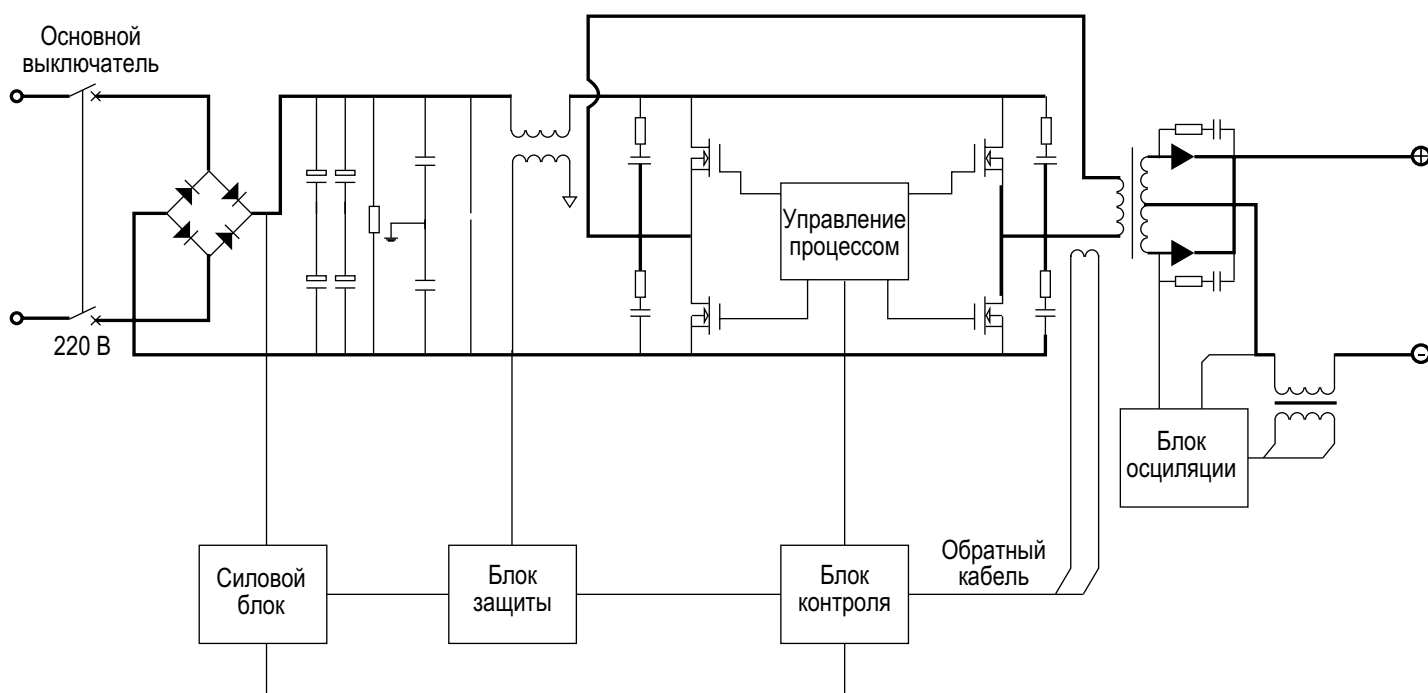 Основной
выключатель
220 В
Управление
процессом
+
-
Блок
осциляции
Силовой
блок
Блок
защиты
Блок
контроля
Обратный
кабель